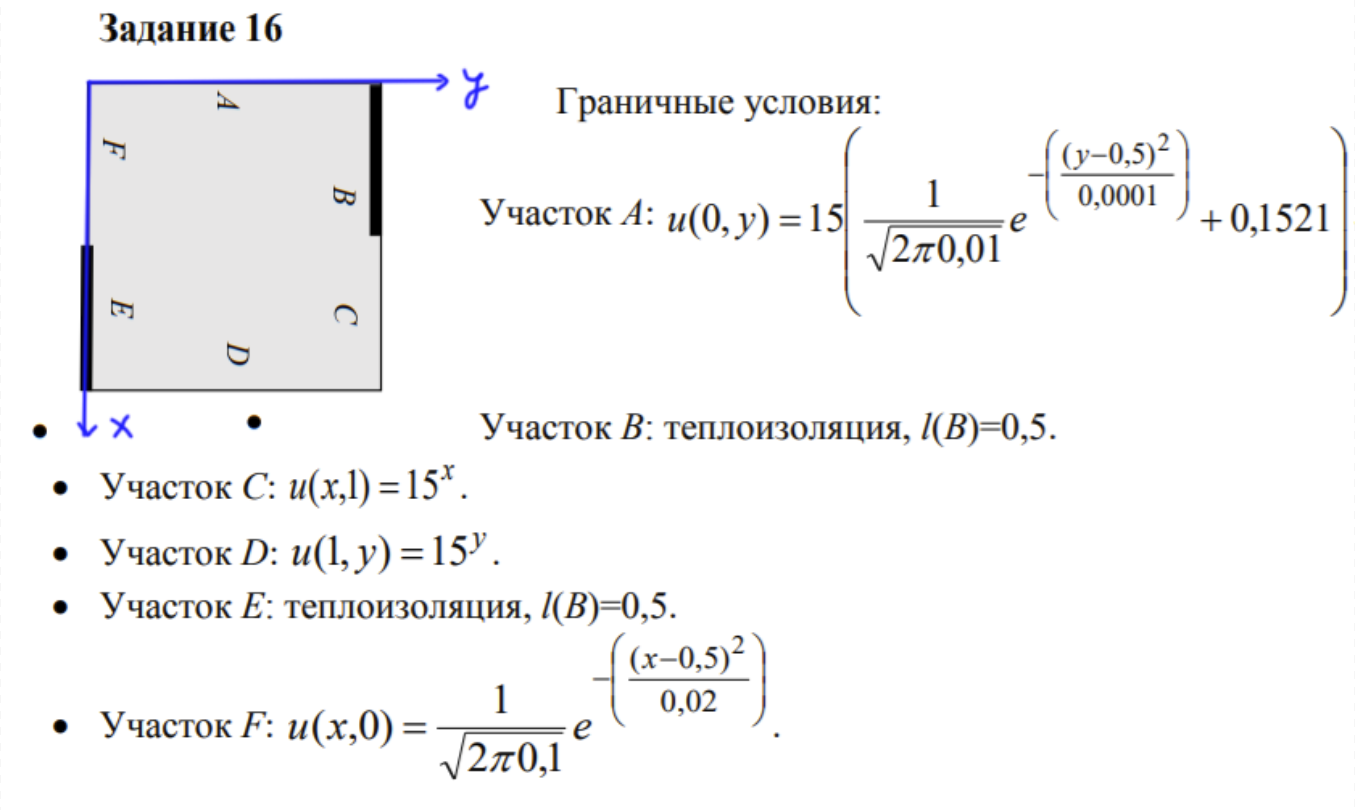 Задание 16
y
A
F
B
E
C
D
x
Граничные условия:
Участок A: u(0, y) = 15( 1/√(2π0,01) e^(−((y−0,5)^2/0,0001)) + 0,1521 )
• • Участок B: теплоизоляция, l(B)=0,5.
• Участок C: u(x,1) = 15^x.
• Участок D: u(1, y) = 15^y.
• Участок E: теплоизоляция, l(B)=0,5.
• Участок F: u(x,0) = 1/√(2π0,1) e^(−((x−0,5)^2/0,02)).